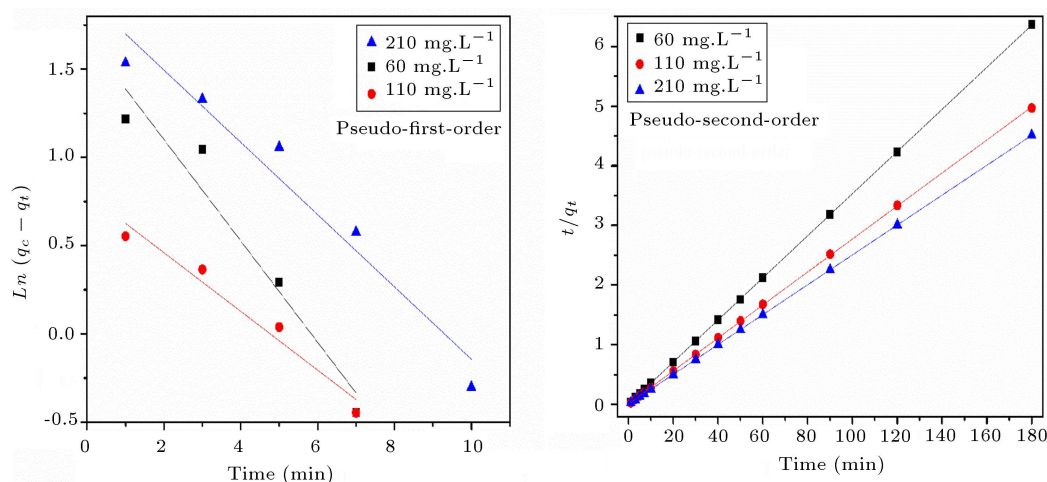 210 mg.L⁻¹
60 mg.L⁻¹
110 mg.L⁻¹
Pseudo-first-order
1.5
1.0
0.5
0.0
-0.5
Ln (qc − qt)
0 2 4 6 8 10
Time (min)
60 mg.L⁻¹
110 mg.L⁻¹
210 mg.L⁻¹
Pseudo-second-order
6
5
4
3
2
1
0
t/qt
0 20 40 60 80 100 120 140 160 180
Time (min)